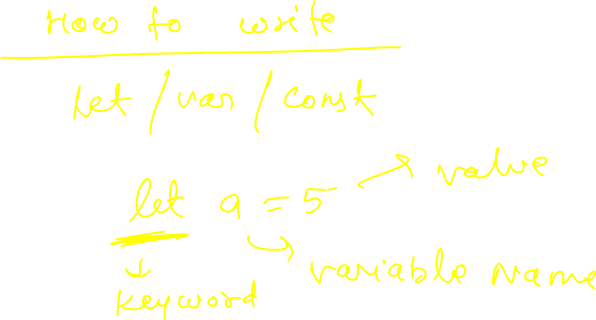 How to write
let / var / const
let a = 5 → value
↓ variable name
keyword